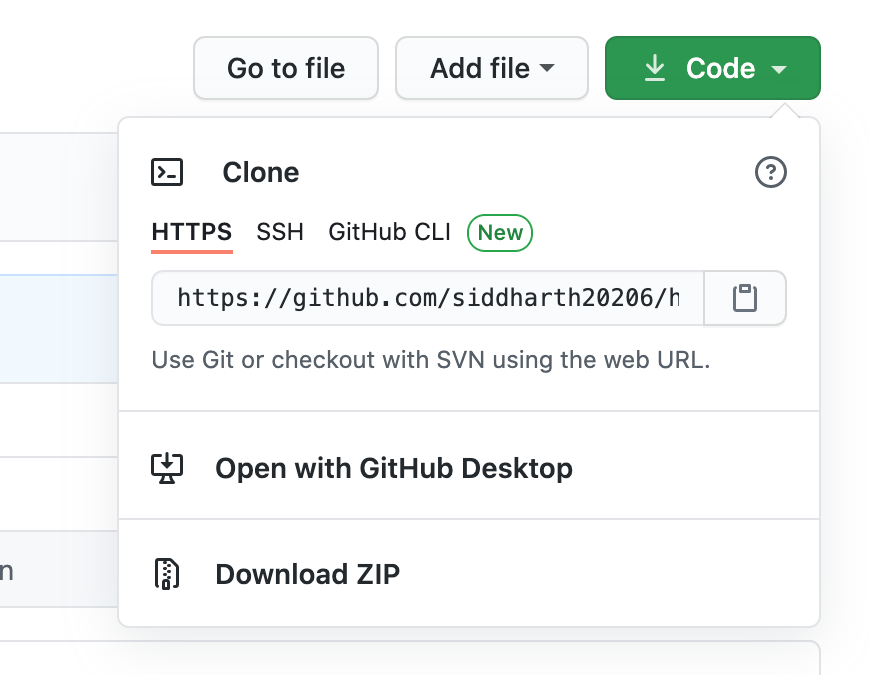 Go to file Add file Code
Clone
HTTPS SSH GitHub CLI New
https://github.com/siddharth20206/h
Use Git or checkout with SVN using the web URL.
Open with GitHub Desktop
n
Download ZIP